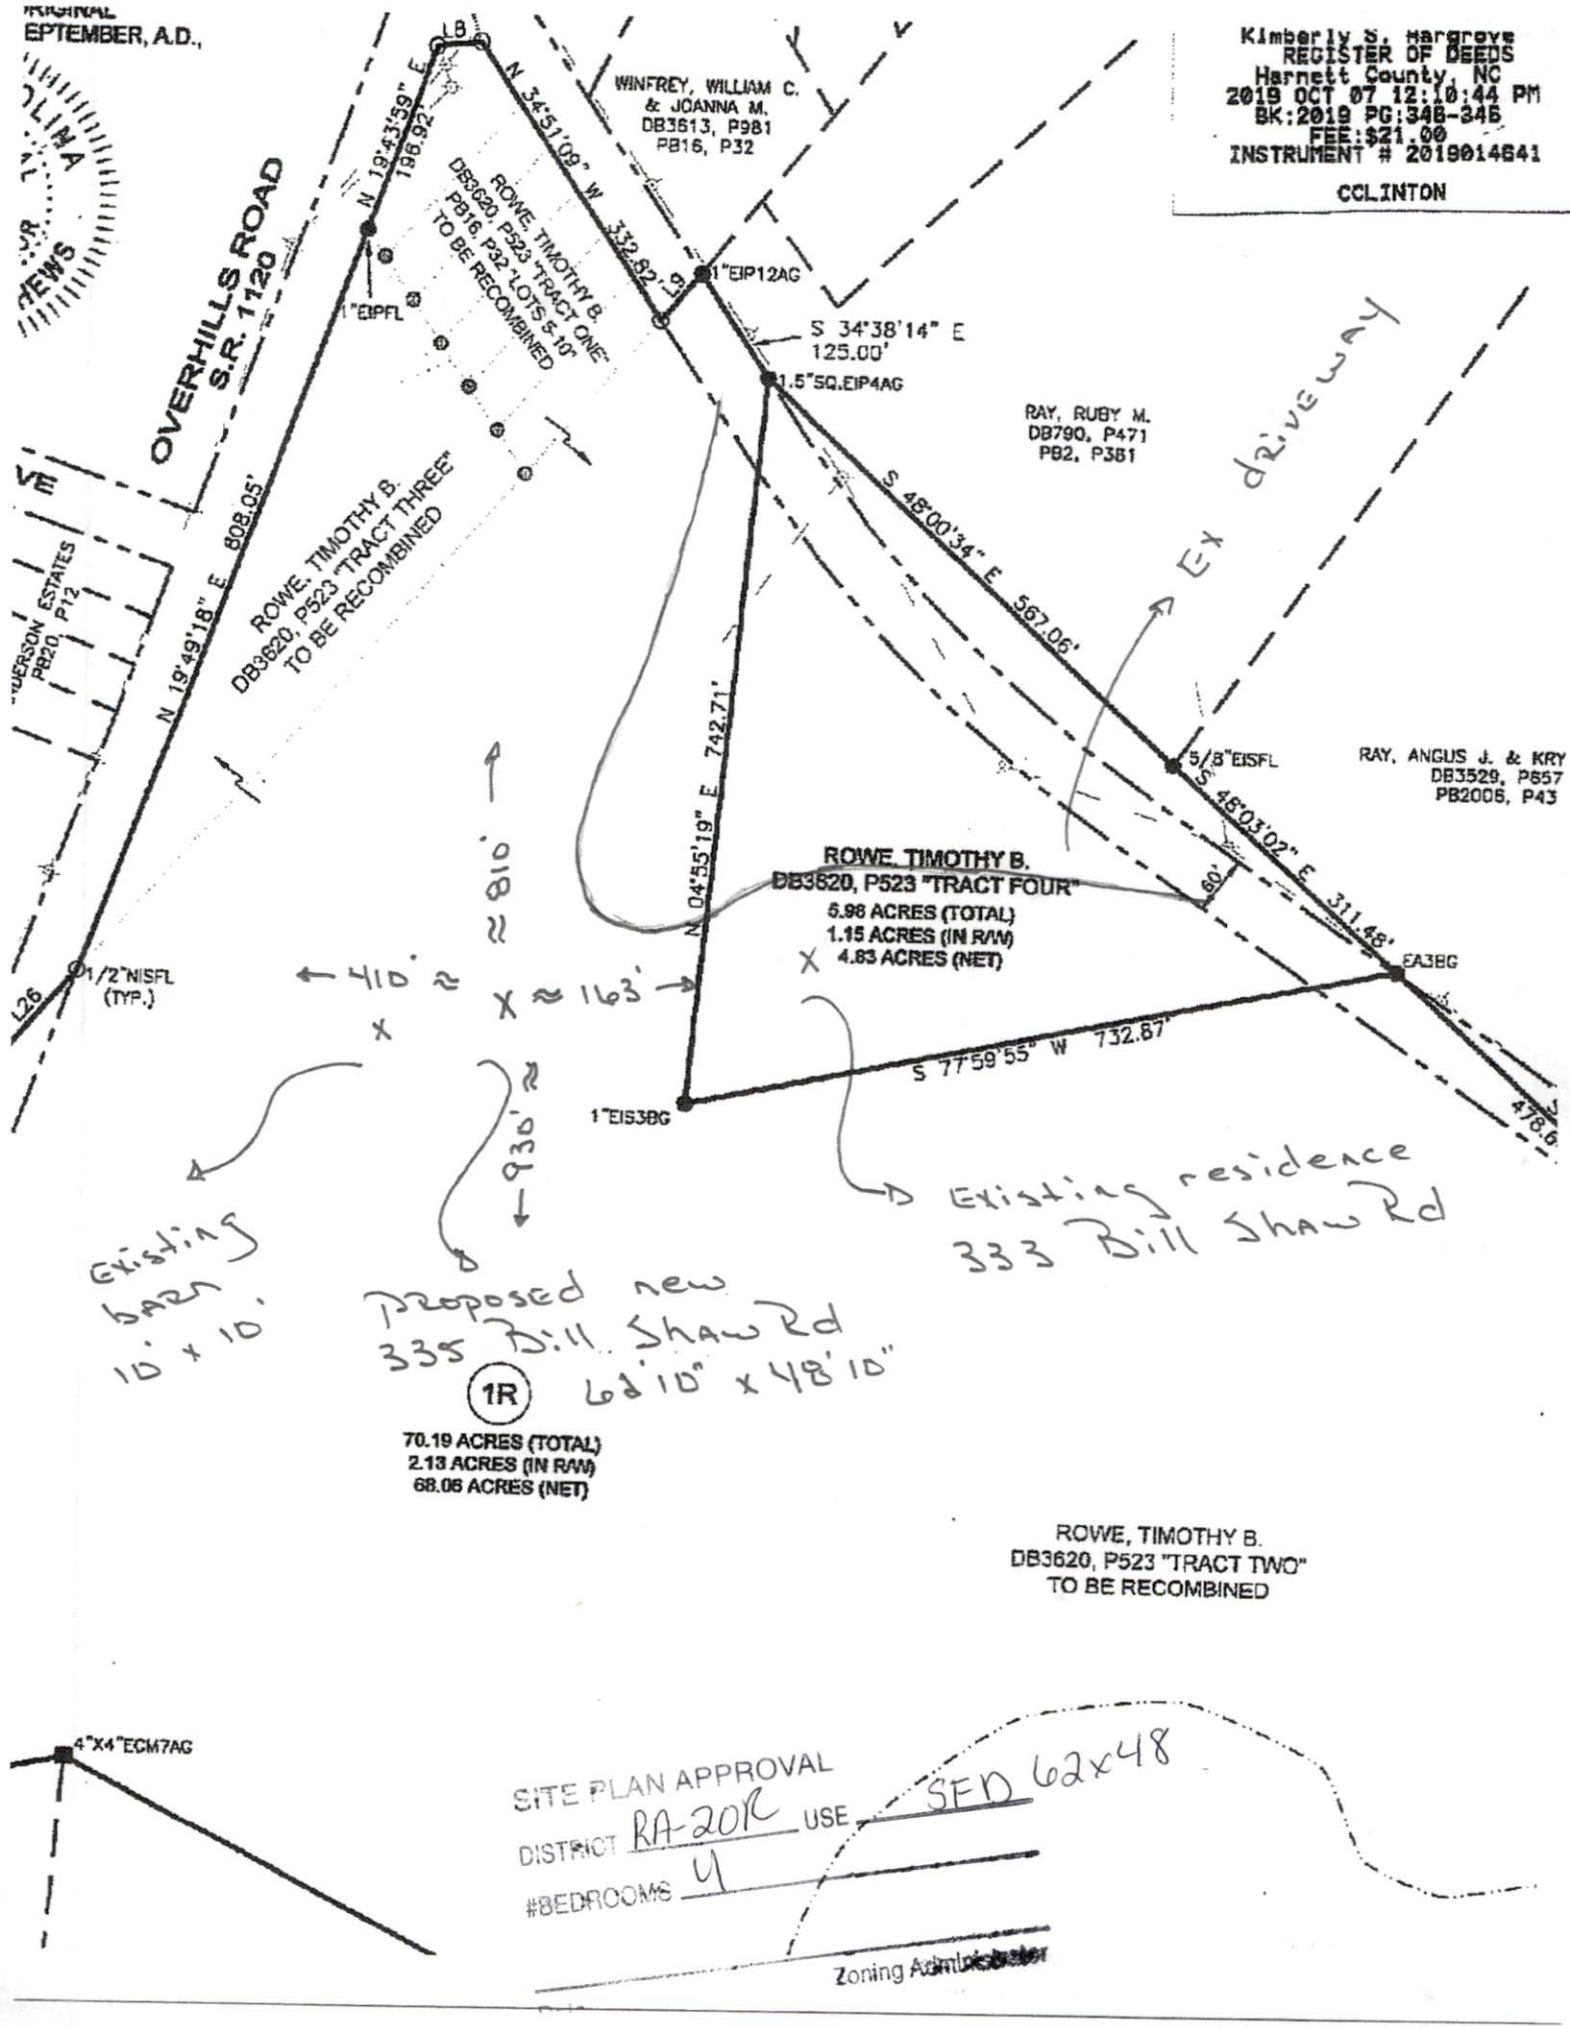 EPTEMBER, A.D.,
Kimberly S. Hargrove
REGISTER OF DEEDS
Harnett County, NC
2019 OCT 07 12:10:44 PM
BK:2019 PG:346-346
FEE:$21.00
INSTRUMENT # 2019014641
CCLINTON
WINFREY, WILLIAM C.
& JOANNA M.
DB3613, P981
PB16, P32
N 19°43'59" E
196.92'
N 34°51'09" W 332.82'
OVERHILLS ROAD
S.R. 1120
ROWE, TIMOTHY B.
DB3620, P523 "TRACT ONE"
PB16, P32 "LOTS 5-10"
TO BE RECOMBINED
1"EIPFL
1"EIP12AG
S 34°38'14" E
125.00'
1.5"SQ.EIP4AG
RAY, RUBY M.
DB790, P471
PB2, P381
Ex driveway
VE
ROWE, TIMOTHY B.
DB3620, P523 "TRACT THREE"
TO BE RECOMBINED
N 19°49'18" E 808.05'
ESTATES
PB20, P12
S 48°00'34" E 567.06'
N 04°55'19" E 742.71'
5/8"EISFL
RAY, ANGUS J. & KRY
DB3529, P657
PB2006, P43
S 48°03'02" E 311.48'
60'
ROWE, TIMOTHY B.
DB3620, P523 "TRACT FOUR"
5.98 ACRES (TOTAL)
1.15 ACRES (IN R/W)
4.83 ACRES (NET)
≈ 810'
← 410' ≈ X ≈ 163' →
X
X
≈ 930'
1/2"NISFL
(TYP.)
L26
EA3BG
S 77°59'55" W 732.87'
1"EIS3BG
478.6
Existing residence
333 Bill Shaw Rd
Existing
barn
10' x 10'
proposed new
335 Bill Shaw Rd
62'10" x 48'10"
1R
70.19 ACRES (TOTAL)
2.13 ACRES (IN R/W)
68.06 ACRES (NET)
ROWE, TIMOTHY B.
DB3620, P523 "TRACT TWO"
TO BE RECOMBINED
4"X4"ECM7AG
SITE PLAN APPROVAL
DISTRICT RA-20R USE SFD 62x48
#BEDROOMS 4
Zoning Administrator